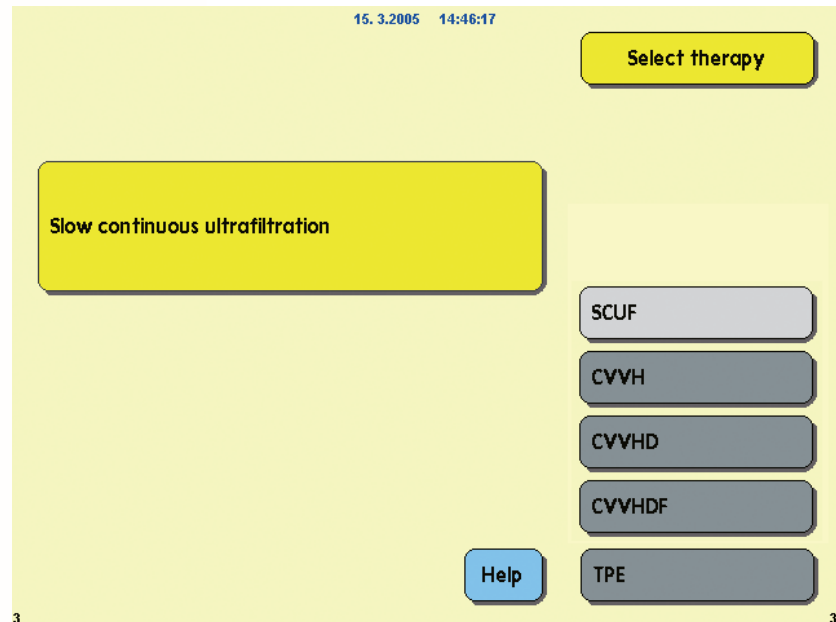 15. 3.2005 14:46:17
Select therapy
Slow continuous ultrafiltration
SCUF
CVVH
CVVHD
CVVHDF
Help
TPE
3
3